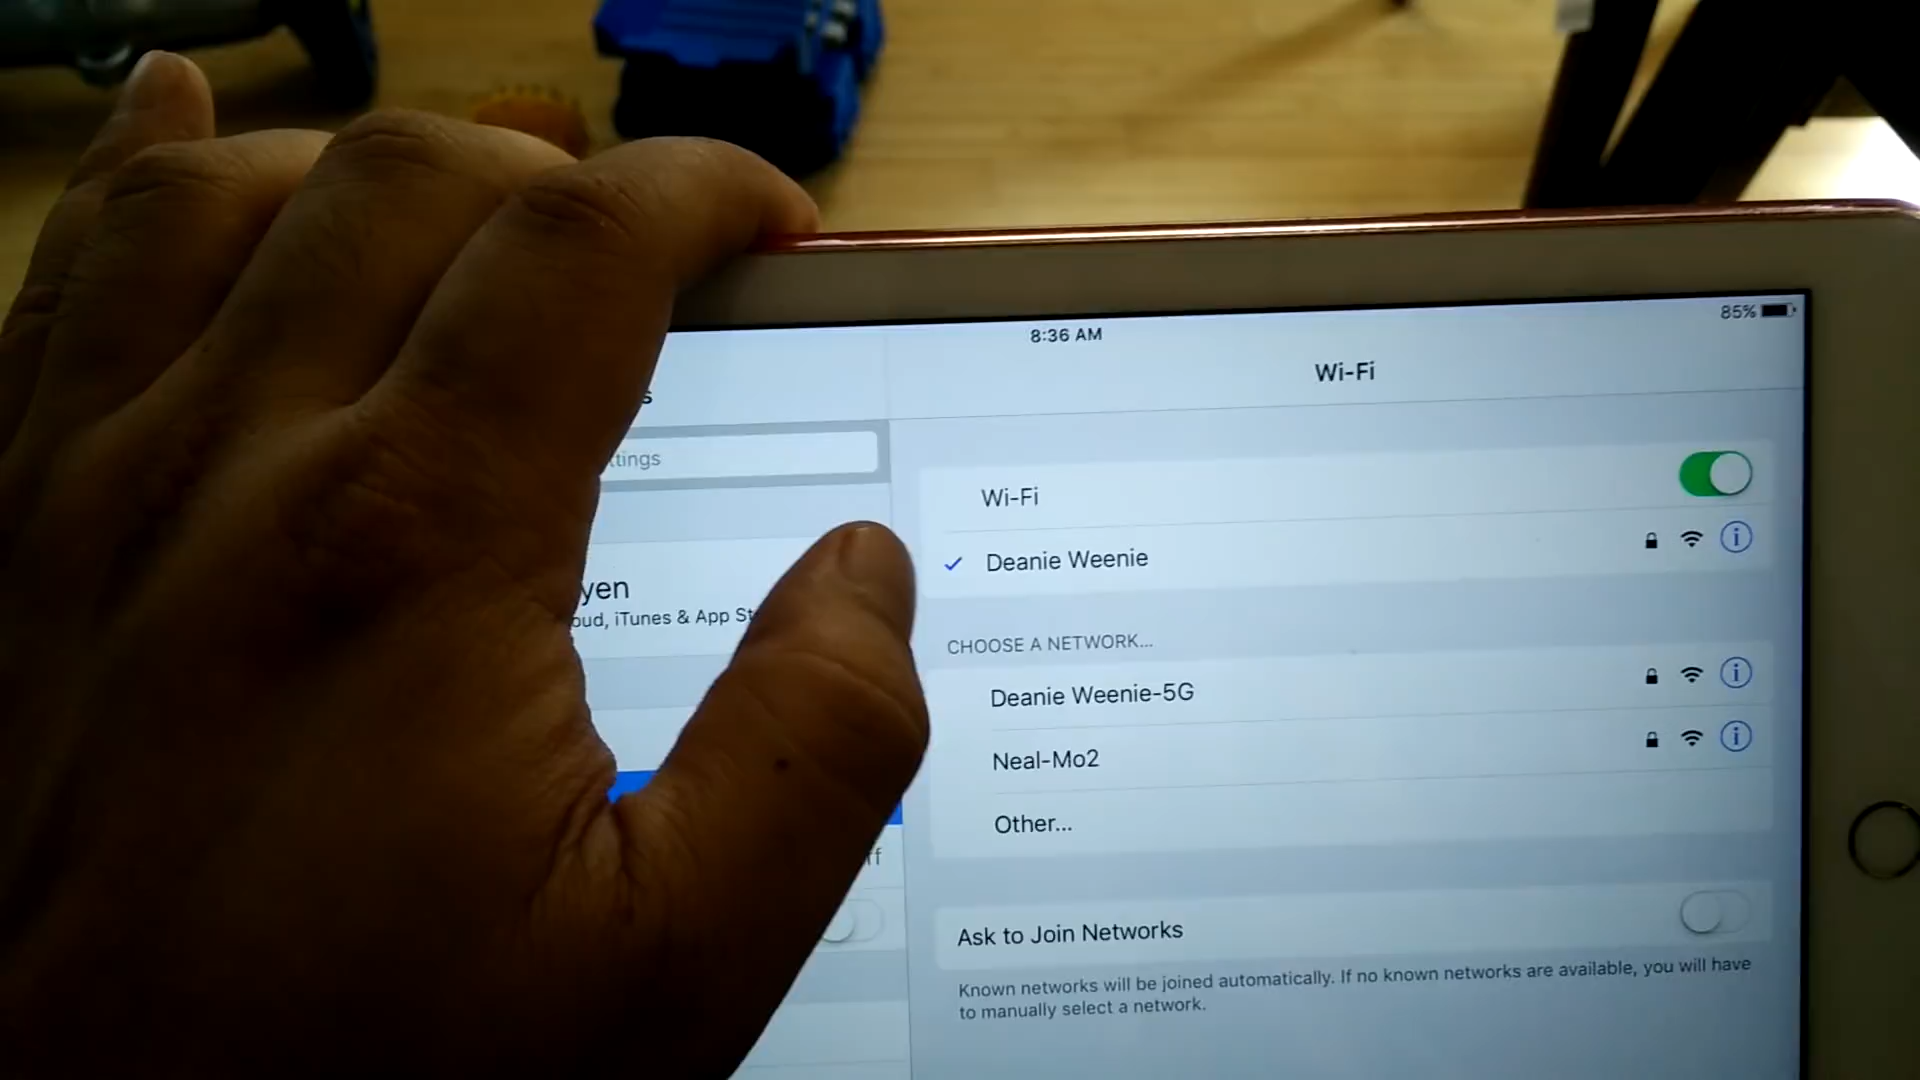 8:36 AM
85%
Wi-Fi
Wi-Fi
Deanie Weenie
CHOOSE A NETWORK...
Deanie Weenie-5G
Neal-Mo2
Other...
Ask to Join Networks
Known networks will be joined automatically. If no known networks are available, you will have
to manually select a network.
s
ttings
yen
oud, iTunes & App St
ff